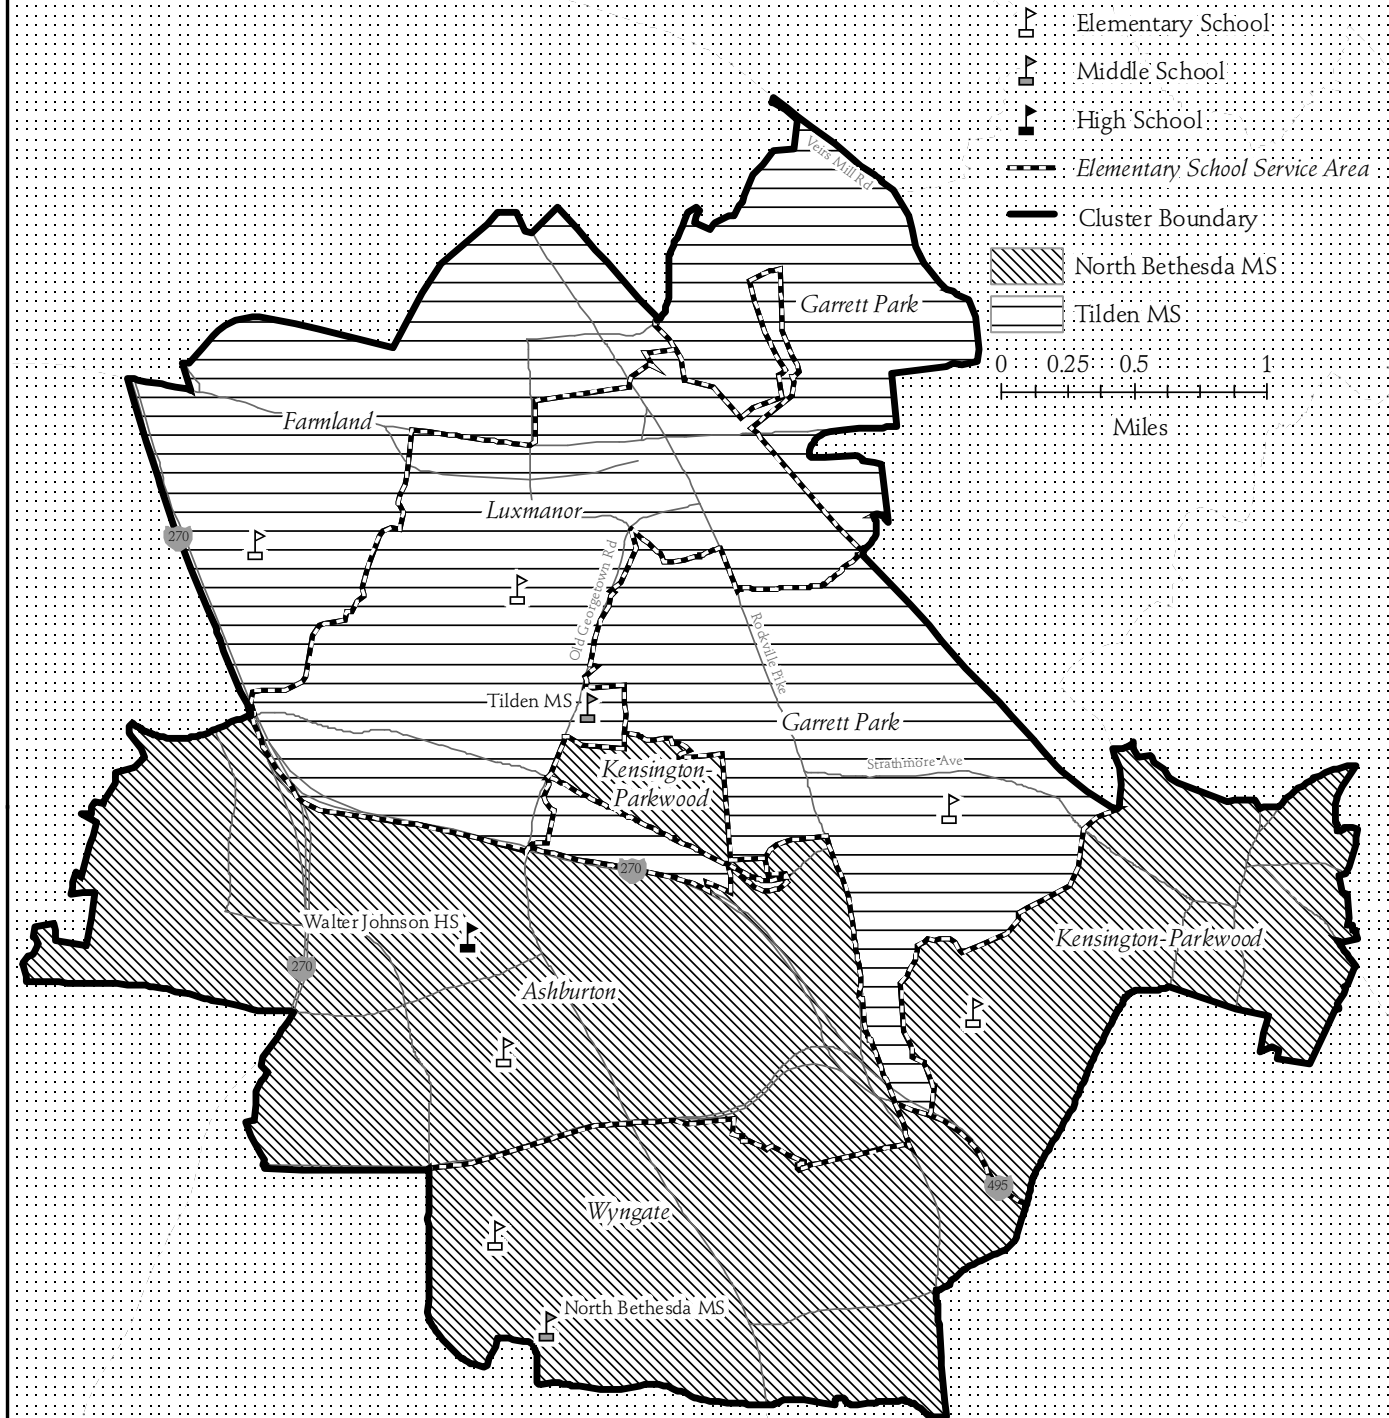 Elementary School
Middle School
High School
Elementary School Service Area
Cluster Boundary
North Bethesda MS
Tilden MS
0 0.25 0.5 1
Miles
Veirs Mill Rd
Garrett Park
Farmland
Luxmanor
270
Old Georgetown Rd
Rockville Pike
Tilden MS
Garrett Park
Strathmore Ave
Kensington-
Parkwood
270
Walter Johnson HS
Kensington-Parkwood
270
Ashburton
495
Wyngate
North Bethesda MS